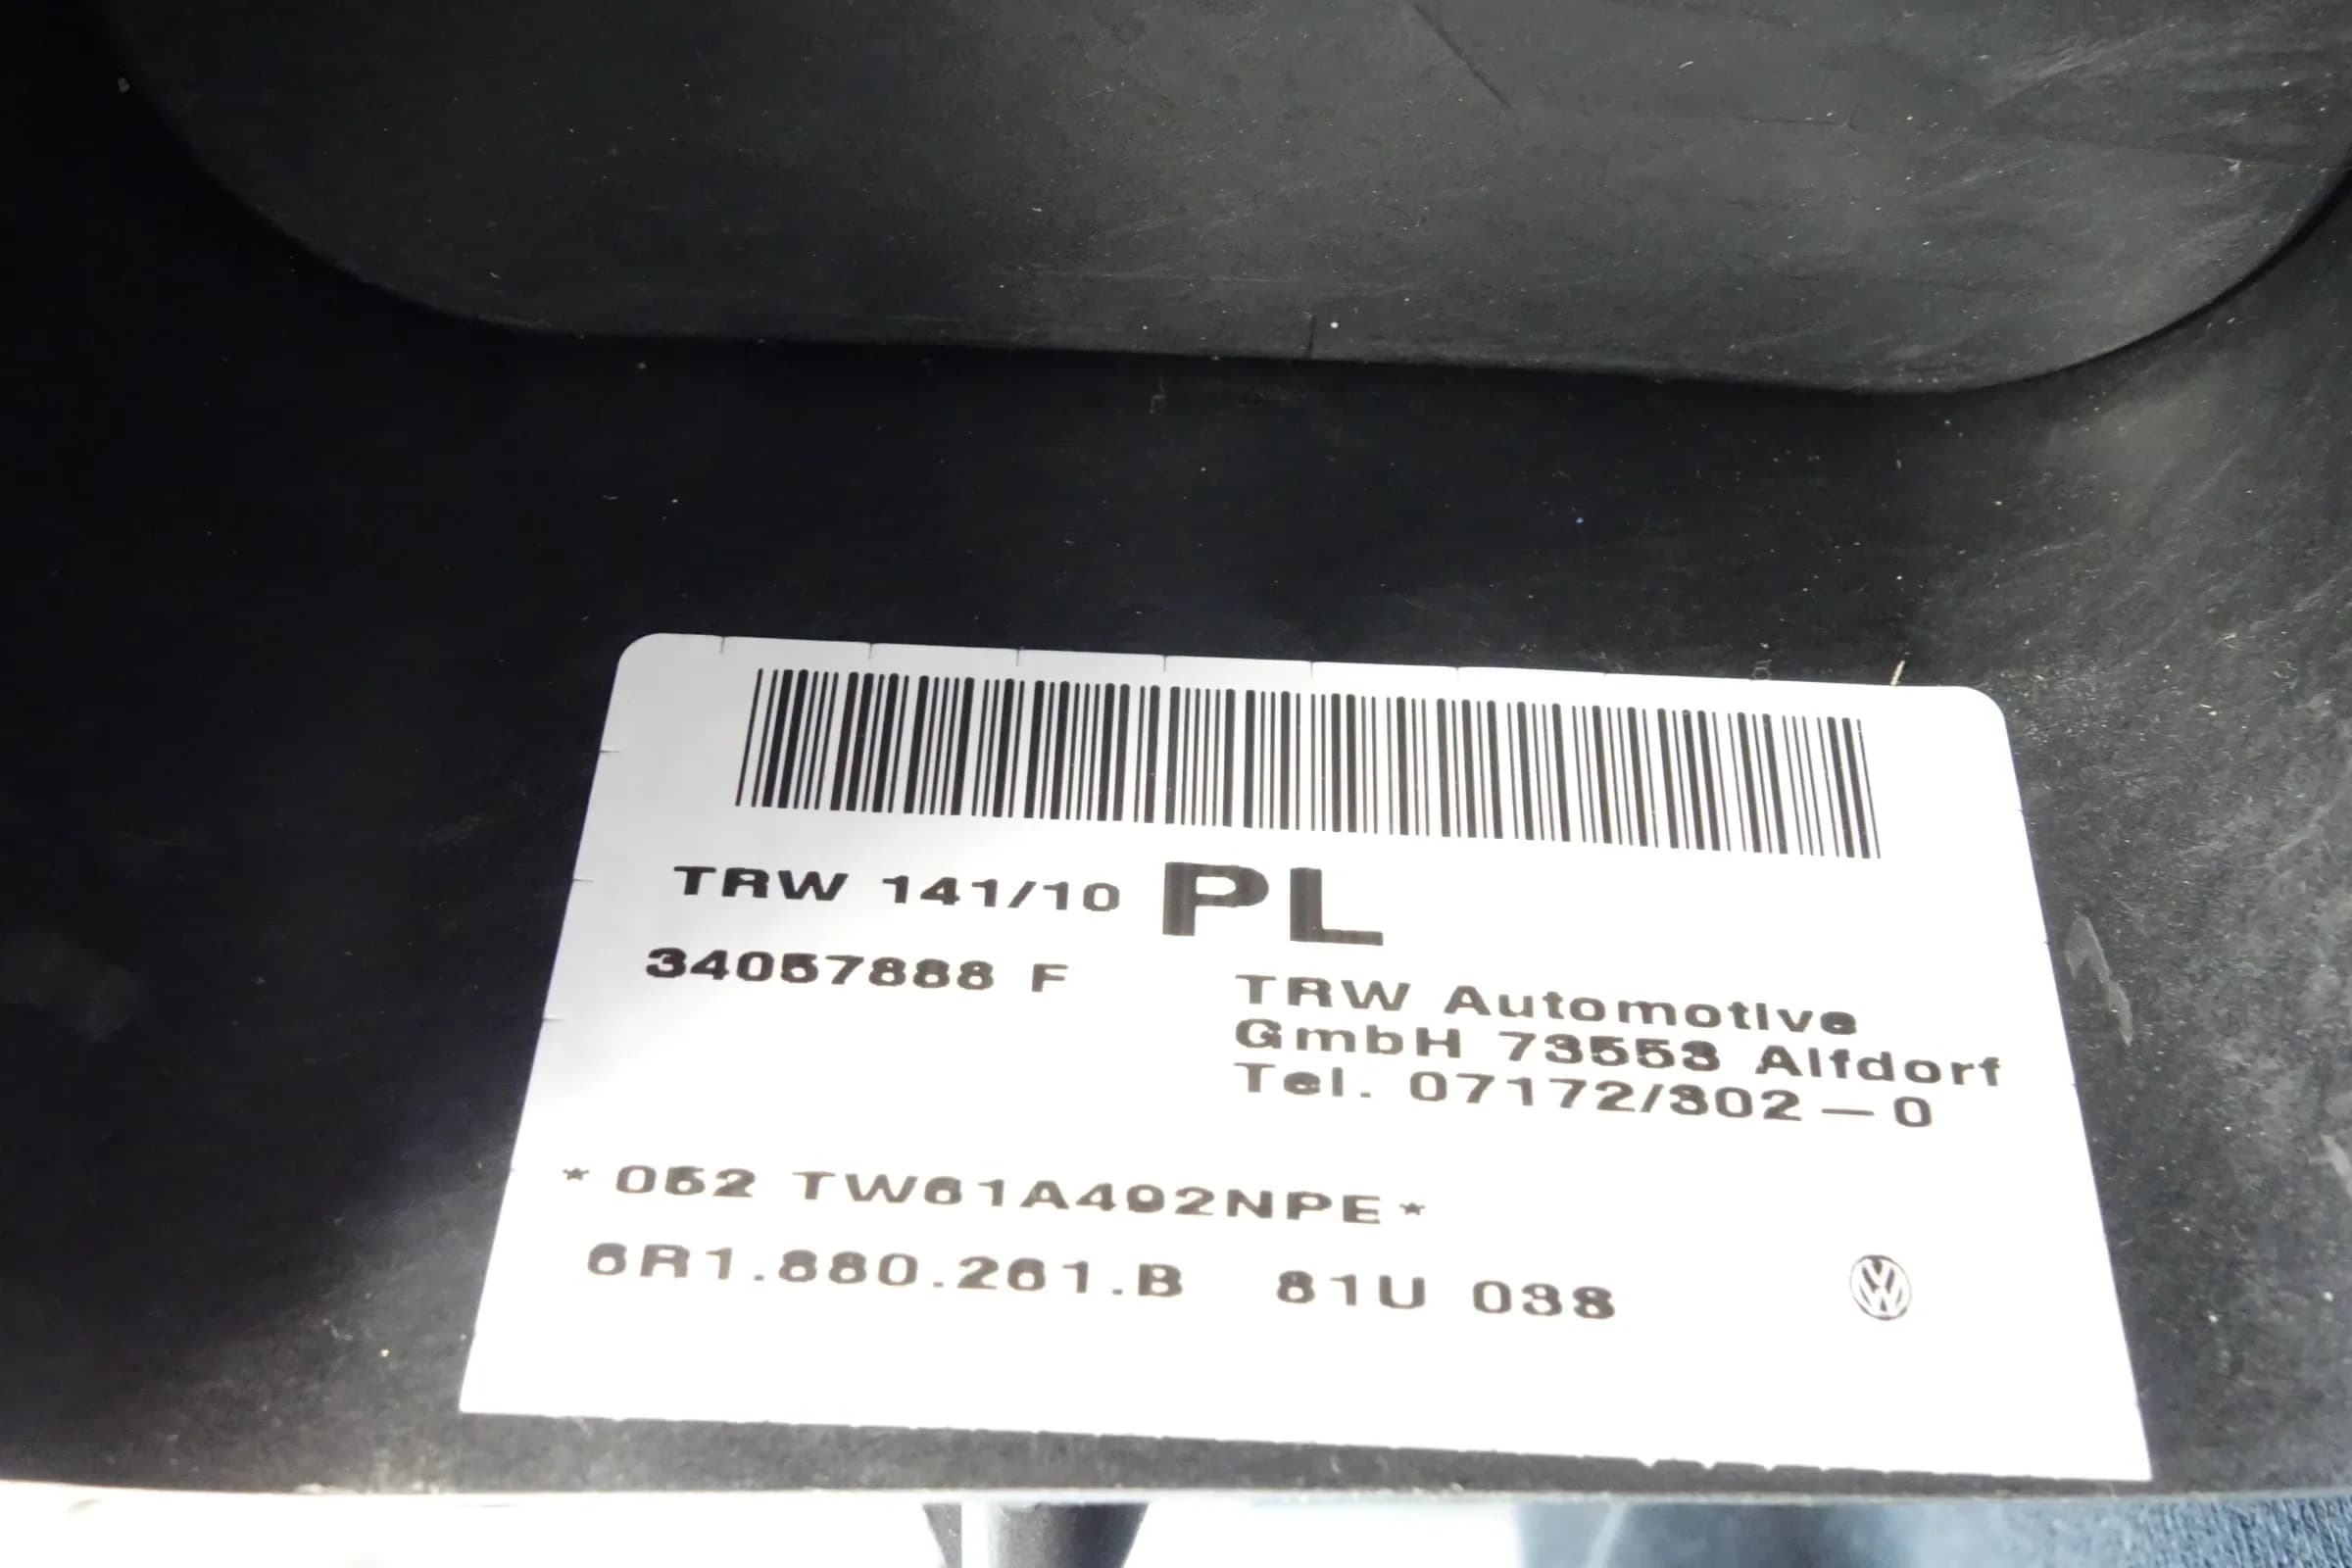 TRW 141/10 PL
34057888 F
TRW Automotive
GmbH 73553 Alfdorf
Tel. 07172/302-0
* 052 TW61A402NPE*
6R1.880.261.B 81U 038